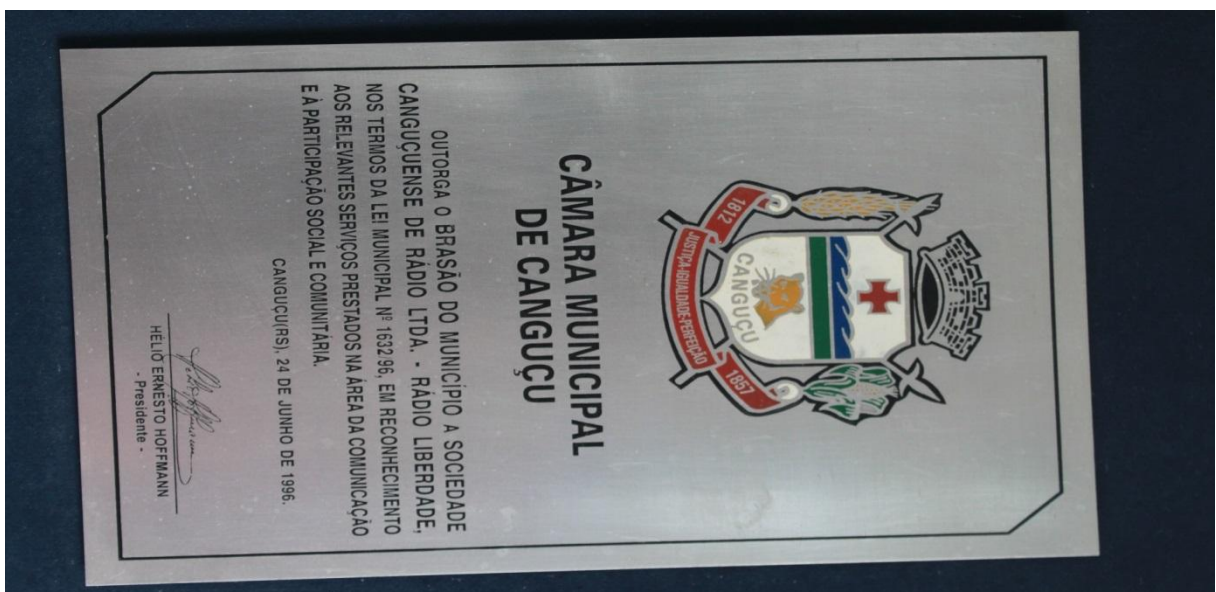 1812
JUSTIÇA-IGUALDADE-PERFEIÇÃO
1857
CANGUÇU
CÂMARA MUNICIPAL
DE CANGUÇU
OUTORGA O BRASÃO DO MUNICÍPIO A SOCIEDADE
CANGUÇUENSE DE RÁDIO LTDA. - RÁDIO LIBERDADE,
NOS TERMOS DA LEI MUNICIPAL Nº 1632/96, EM RECONHECIMENTO
AOS RELEVANTES SERVIÇOS PRESTADOS NA ÁREA DA COMUNICAÇÃO
E À PARTICIPAÇÃO SOCIAL E COMUNITÁRIA.
CANGUÇU(RS), 24 DE JUNHO DE 1996.
HÉLIO ERNESTO HOFFMANN
- Presidente -